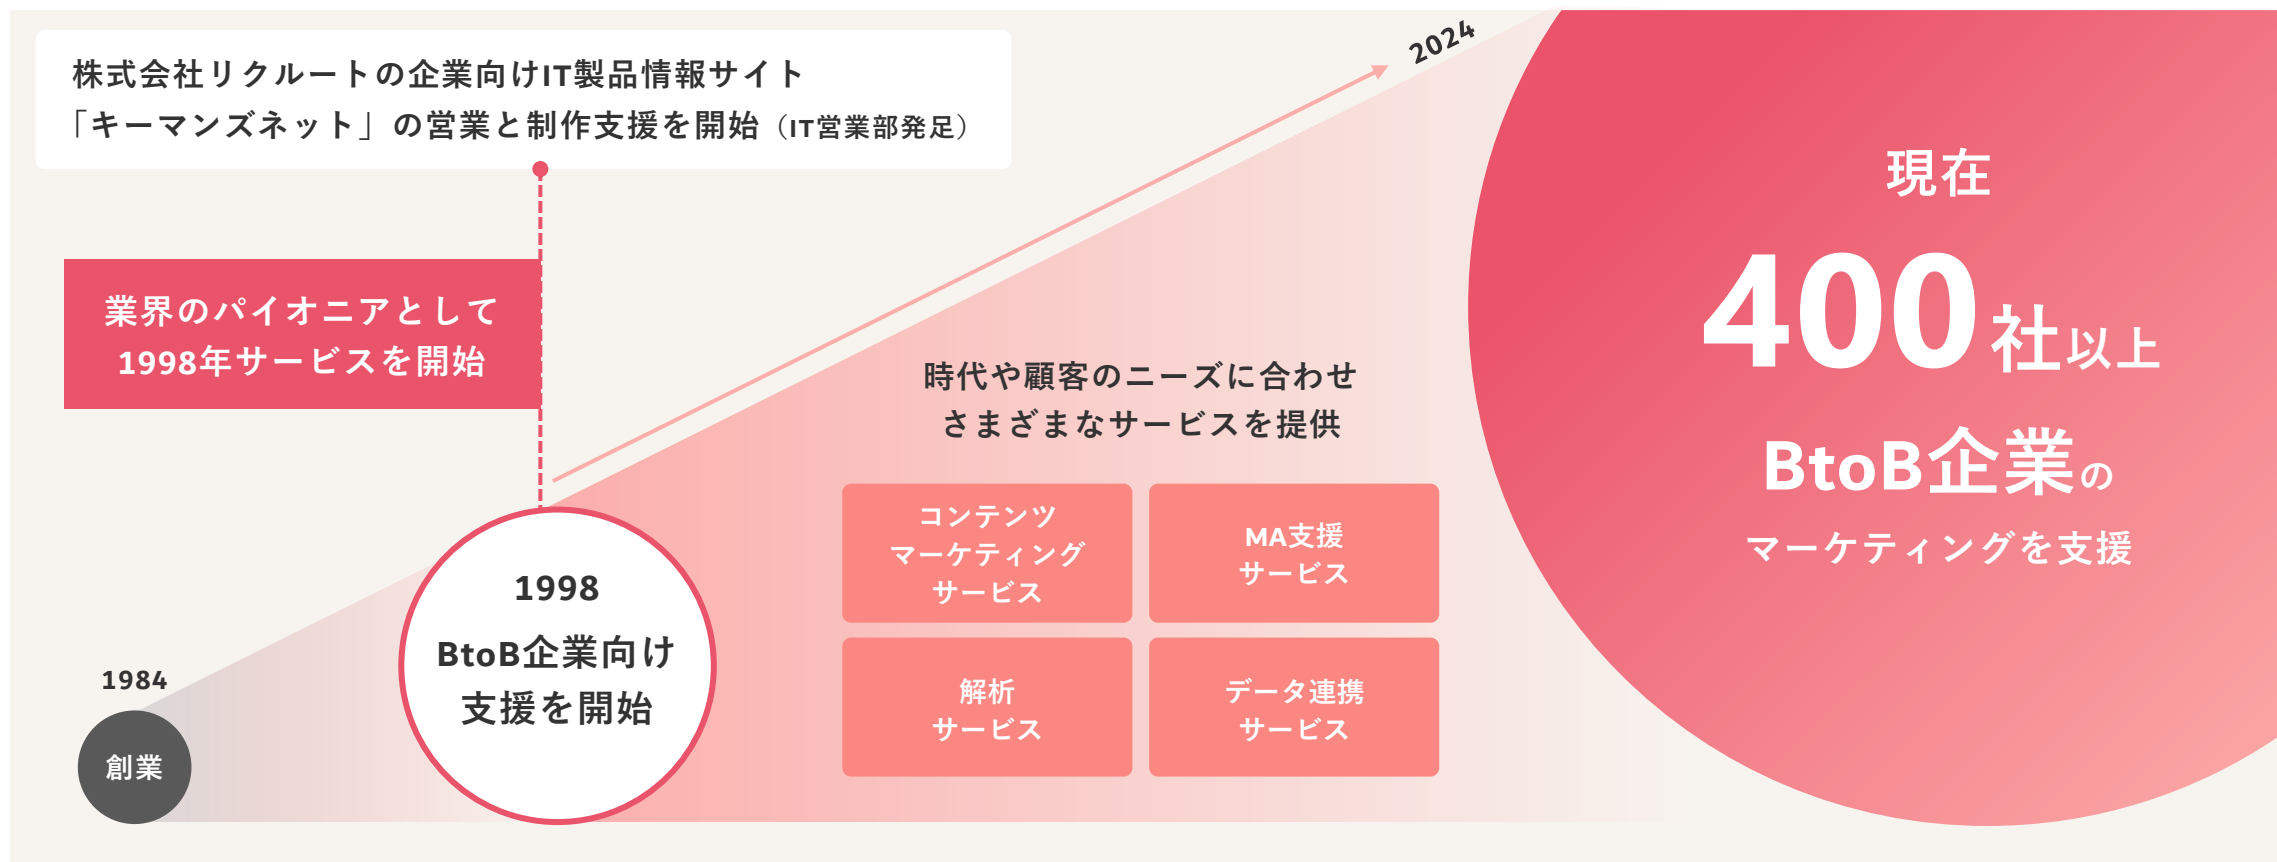 株式会社リクルートの企業向けIT製品情報サイト
「キーマンズネット」の営業と制作支援を開始（IT営業部発足）
業界のパイオニアとして
1998年サービスを開始
1984
創業
1998
BtoB企業向け
支援を開始
2024
時代や顧客のニーズに合わせ
さまざまなサービスを提供
コンテンツ
マーケティング
サービス
MA支援
サービス
解析
サービス
データ連携
サービス
現在
400社以上
BtoB企業の
マーケティングを支援